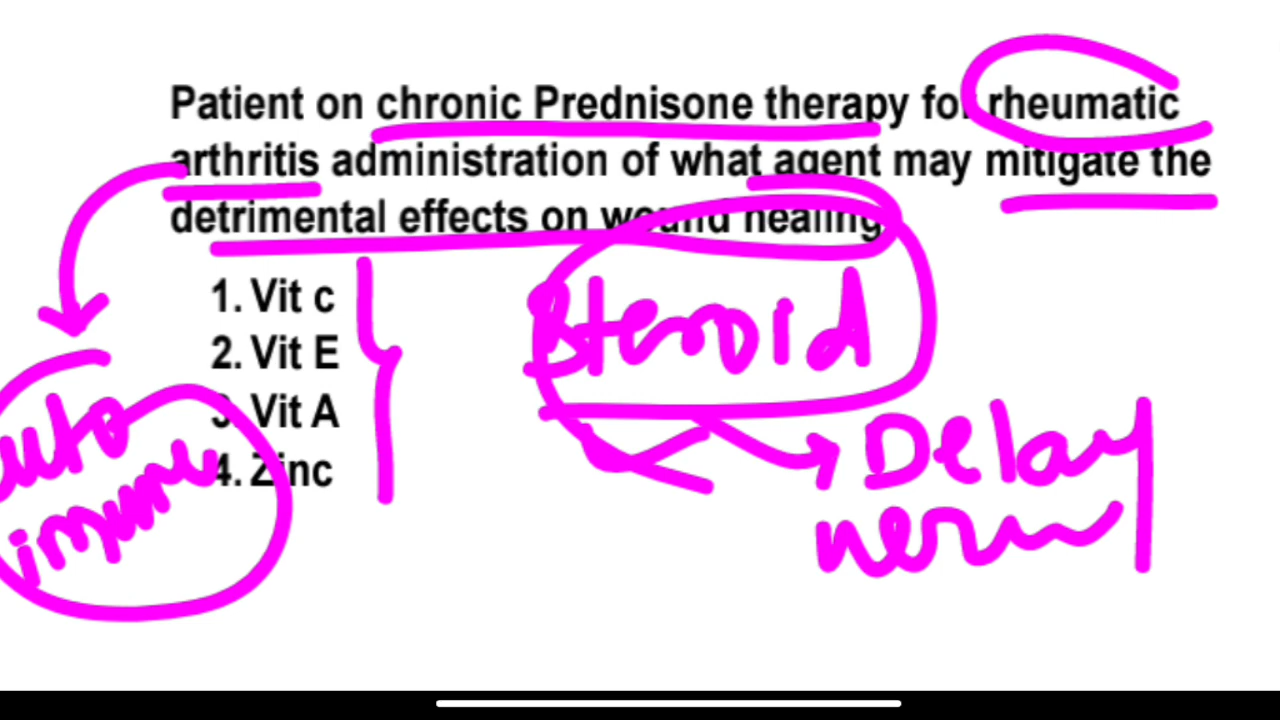 Patient on chronic Prednisone therapy for rheumatic
arthritis administration of what agent may mitigate the
detrimental effects on wound healing
1. Vit c
2. Vit E
3. Vit A
4. Zinc
Steroid
Delay
auto
immune